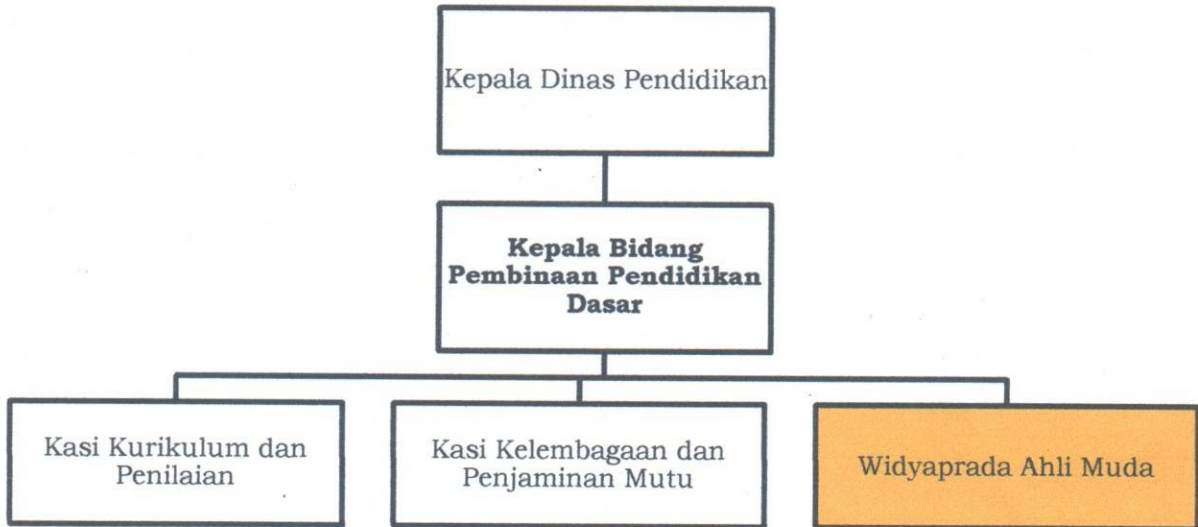 Kepala Dinas Pendidikan
Kepala Bidang
Pembinaan Pendidikan
Dasar
Kasi Kurikulum dan
Penilaian
Kasi Kelembagaan dan
Penjaminan Mutu
Widyaprada Ahli Muda